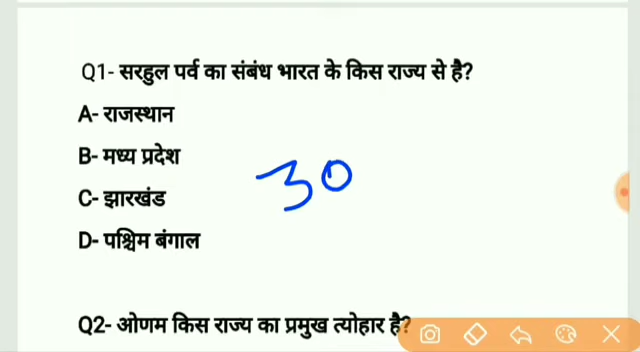 Q1- सरहुल पर्व का संबंध भारत के किस राज्य से है?
A- राजस्थान
B- मध्य प्रदेश
30
C- झारखंड
D- पश्चिम बंगाल
Q2- ओणम किस राज्य का प्रमुख त्योहार है?